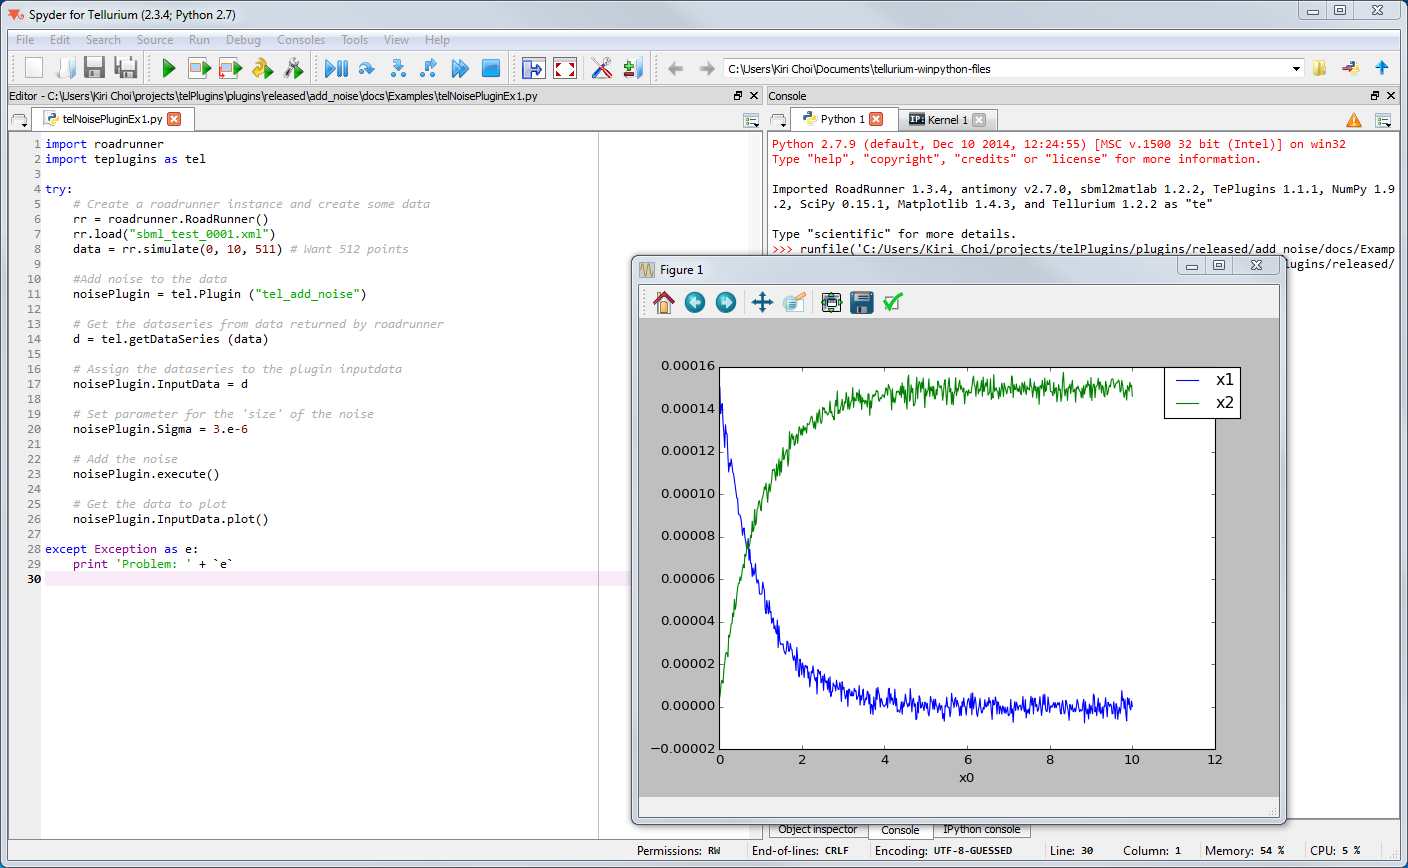 Spyder for Tellurium (2.3.4; Python 2.7)
File Edit Search Source Run Debug Consoles Tools View Help
C:\Users\Kiri Choi\Documents\tellurium-winpython-files
Editor - C:\Users\Kiri Choi\projects\telPlugins\plugins\released\add_noise\docs\Examples\telNoisePluginEx1.py
telNoisePluginEx1.py
1 import roadrunner
2 import teplugins as tel
3
4 try:
5 # Create a roadrunner instance and create some data
6 rr = roadrunner.RoadRunner()
7 rr.load("sbml_test_0001.xml")
8 data = rr.simulate(0, 10, 511) # Want 512 points
9
10 #Add noise to the data
11 noisePlugin = tel.Plugin ("tel_add_noise")
12
13 # Get the dataseries from data returned by roadrunner
14 d = tel.getDataSeries (data)
15
16 # Assign the dataseries to the plugin inputdata
17 noisePlugin.InputData = d
18
19 # Set parameter for the 'size' of the noise
20 noisePlugin.Sigma = 3.e-6
21
22 # Add the noise
23 noisePlugin.execute()
24
25 # Get the data to plot
26 noisePlugin.InputData.plot()
27
28 except Exception as e:
29 print 'Problem: ' + `e`
30
Console
Python 1
IP: Kernel 1
Python 2.7.9 (default, Dec 10 2014, 12:24:55) [MSC v.1500 32 bit (Intel)] on win32
Type "help", "copyright", "credits" or "license" for more information.
Imported RoadRunner 1.3.4, antimony v2.7.0, sbml2matlab 1.2.2, TePlugins 1.1.1, NumPy 1.9
.2, SciPy 0.15.1, Matplotlib 1.4.3, and Tellurium 1.2.2 as "te"
Type "scientific" for more details.
>>> runfile('C:/Users/Kiri Choi/projects/telPlugins/plugins/released/add_noise/docs/Examp
lugins/released/
Figure 1
0.00016
0.00014
0.00012
0.00010
0.00008
0.00006
0.00004
0.00002
0.00000
−0.00002
0 2 4 6 8 10 12
x0
x1
x2
Object inspector Console IPython console
Permissions: RW End-of-lines: CRLF Encoding: UTF-8-GUESSED Line: 30 Column: 1 Memory: 54 % CPU: 5 %